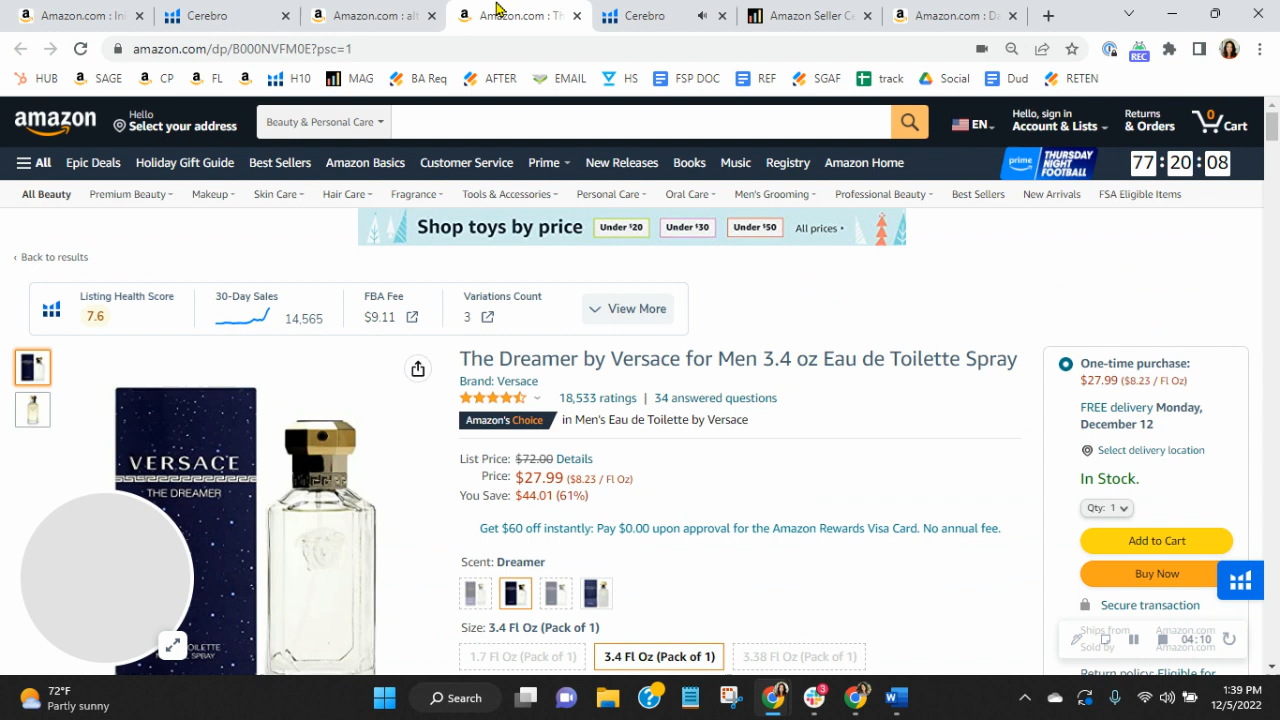 Amazon.com : Ini
Cerebro
Amazon.com : alt
Amazon.com : Th
Cerebro
Amazon Seller Ce
Amazon.com : Da
amazon.com/dp/B000NVFM0E?psc=1
REC
HUB SAGE CP FL H10 MAG BA Req AFTER EMAIL HS FSP DOC REF SGAF track Social Dud RETEN
amazon
Hello
Select your address
Beauty & Personal Care
EN
Hello, sign in
Account & Lists
Returns
& Orders
0
Cart
All Epic Deals Holiday Gift Guide Best Sellers Amazon Basics Customer Service Prime New Releases Books Music Registry Amazon Home
prime THURSDAY NIGHT FOOTBALL
77:20:08
All Beauty Premium Beauty Makeup Skin Care Hair Care Fragrance Tools & Accessories Personal Care Oral Care Men's Grooming Professional Beauty Best Sellers New Arrivals FSA Eligible Items
Shop toys by price Under $20 Under $30 Under $50 All prices
‹ Back to results
Listing Health Score
7.6
30-Day Sales
14,565
FBA Fee
$9.11
Variations Count
3
View More
The Dreamer by Versace for Men 3.4 oz Eau de Toilette Spray
Brand: Versace
18,533 ratings | 34 answered questions
Amazon's Choice in Men's Eau de Toilette by Versace
List Price: $72.00 Details
Price: $27.99 ($8.23 / Fl Oz)
You Save: $44.01 (61%)
Get $60 off instantly: Pay $0.00 upon approval for the Amazon Rewards Visa Card. No annual fee.
Scent: Dreamer
Size: 3.4 Fl Oz (Pack of 1)
1.7 Fl Oz (Pack of 1)
3.4 Fl Oz (Pack of 1)
3.38 Fl Oz (Pack of 1)
VERSACE
THE DREAMER
TOILETTE
SPRAY
One-time purchase:
$27.99 ($8.23 / Fl Oz)
FREE delivery Monday,
December 12
Select delivery location
In Stock.
Qty: 1
Add to Cart
Buy Now
Secure transaction
Ships from Amazon.com
Sold by Amazon.com
04:10
Return policy: Eligible for
72°F
Partly sunny
Search
3
1:39 PM
12/5/2022